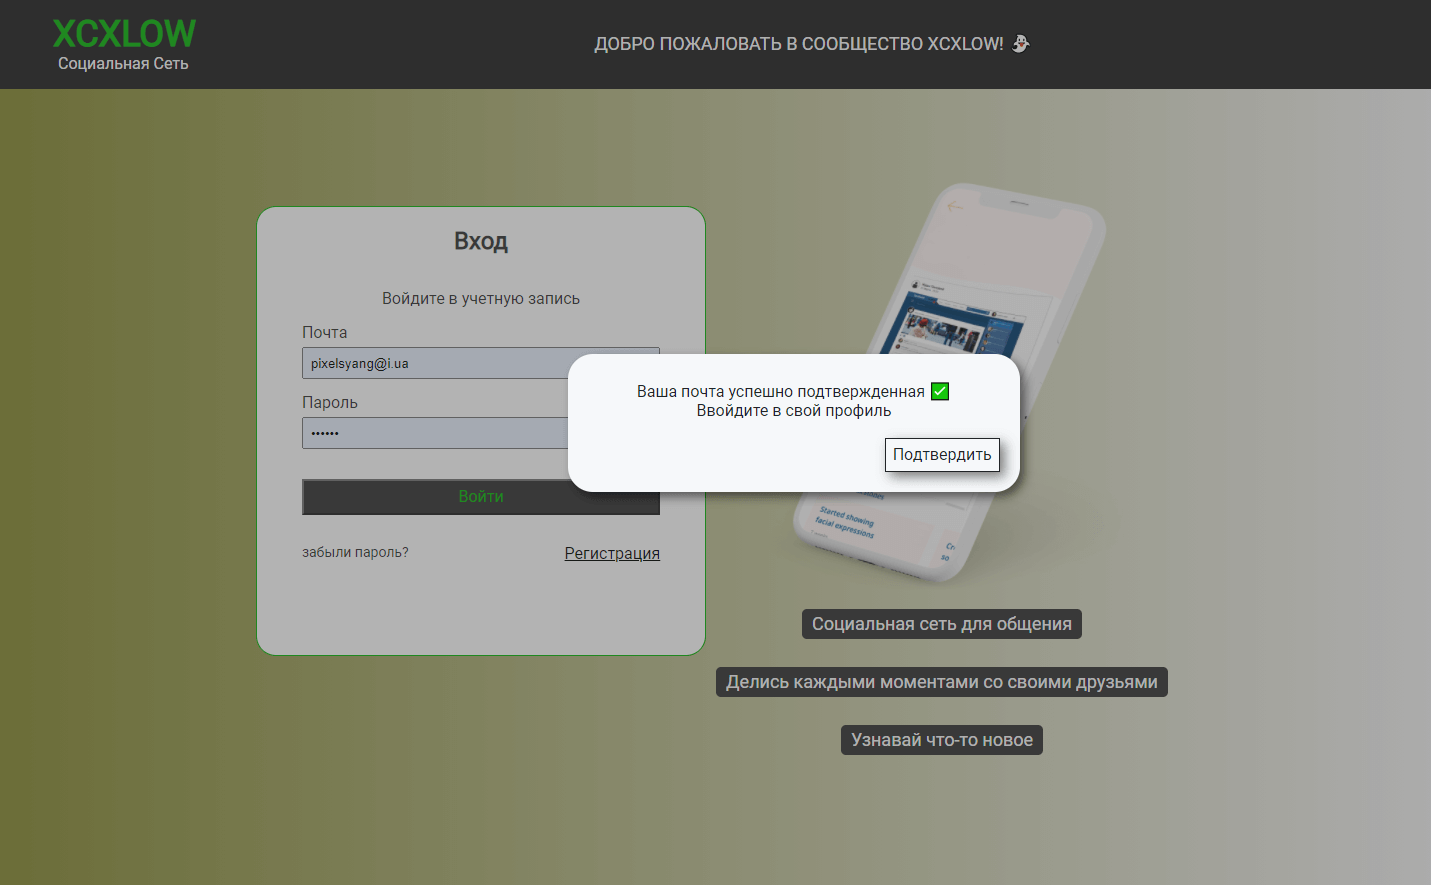 XCXLOW
Социальная Сеть
ДОБРО ПОЖАЛОВАТЬ В СООБЩЕСТВО XCXLOW! 👻
Вход
Войдите в учетную запись
Почта
pixelsyang@i.ua
Пароль
••••••
Войти
забыли пароль?
Регистрация
Ваша почта успешно подтвержденная ✅
Ввойдите в свой профиль
Подтвердить
Started showing
facial expressions
Социальная сеть для общения
Делись каждыми моментами со своими друзьями
Узнавай что-то новое